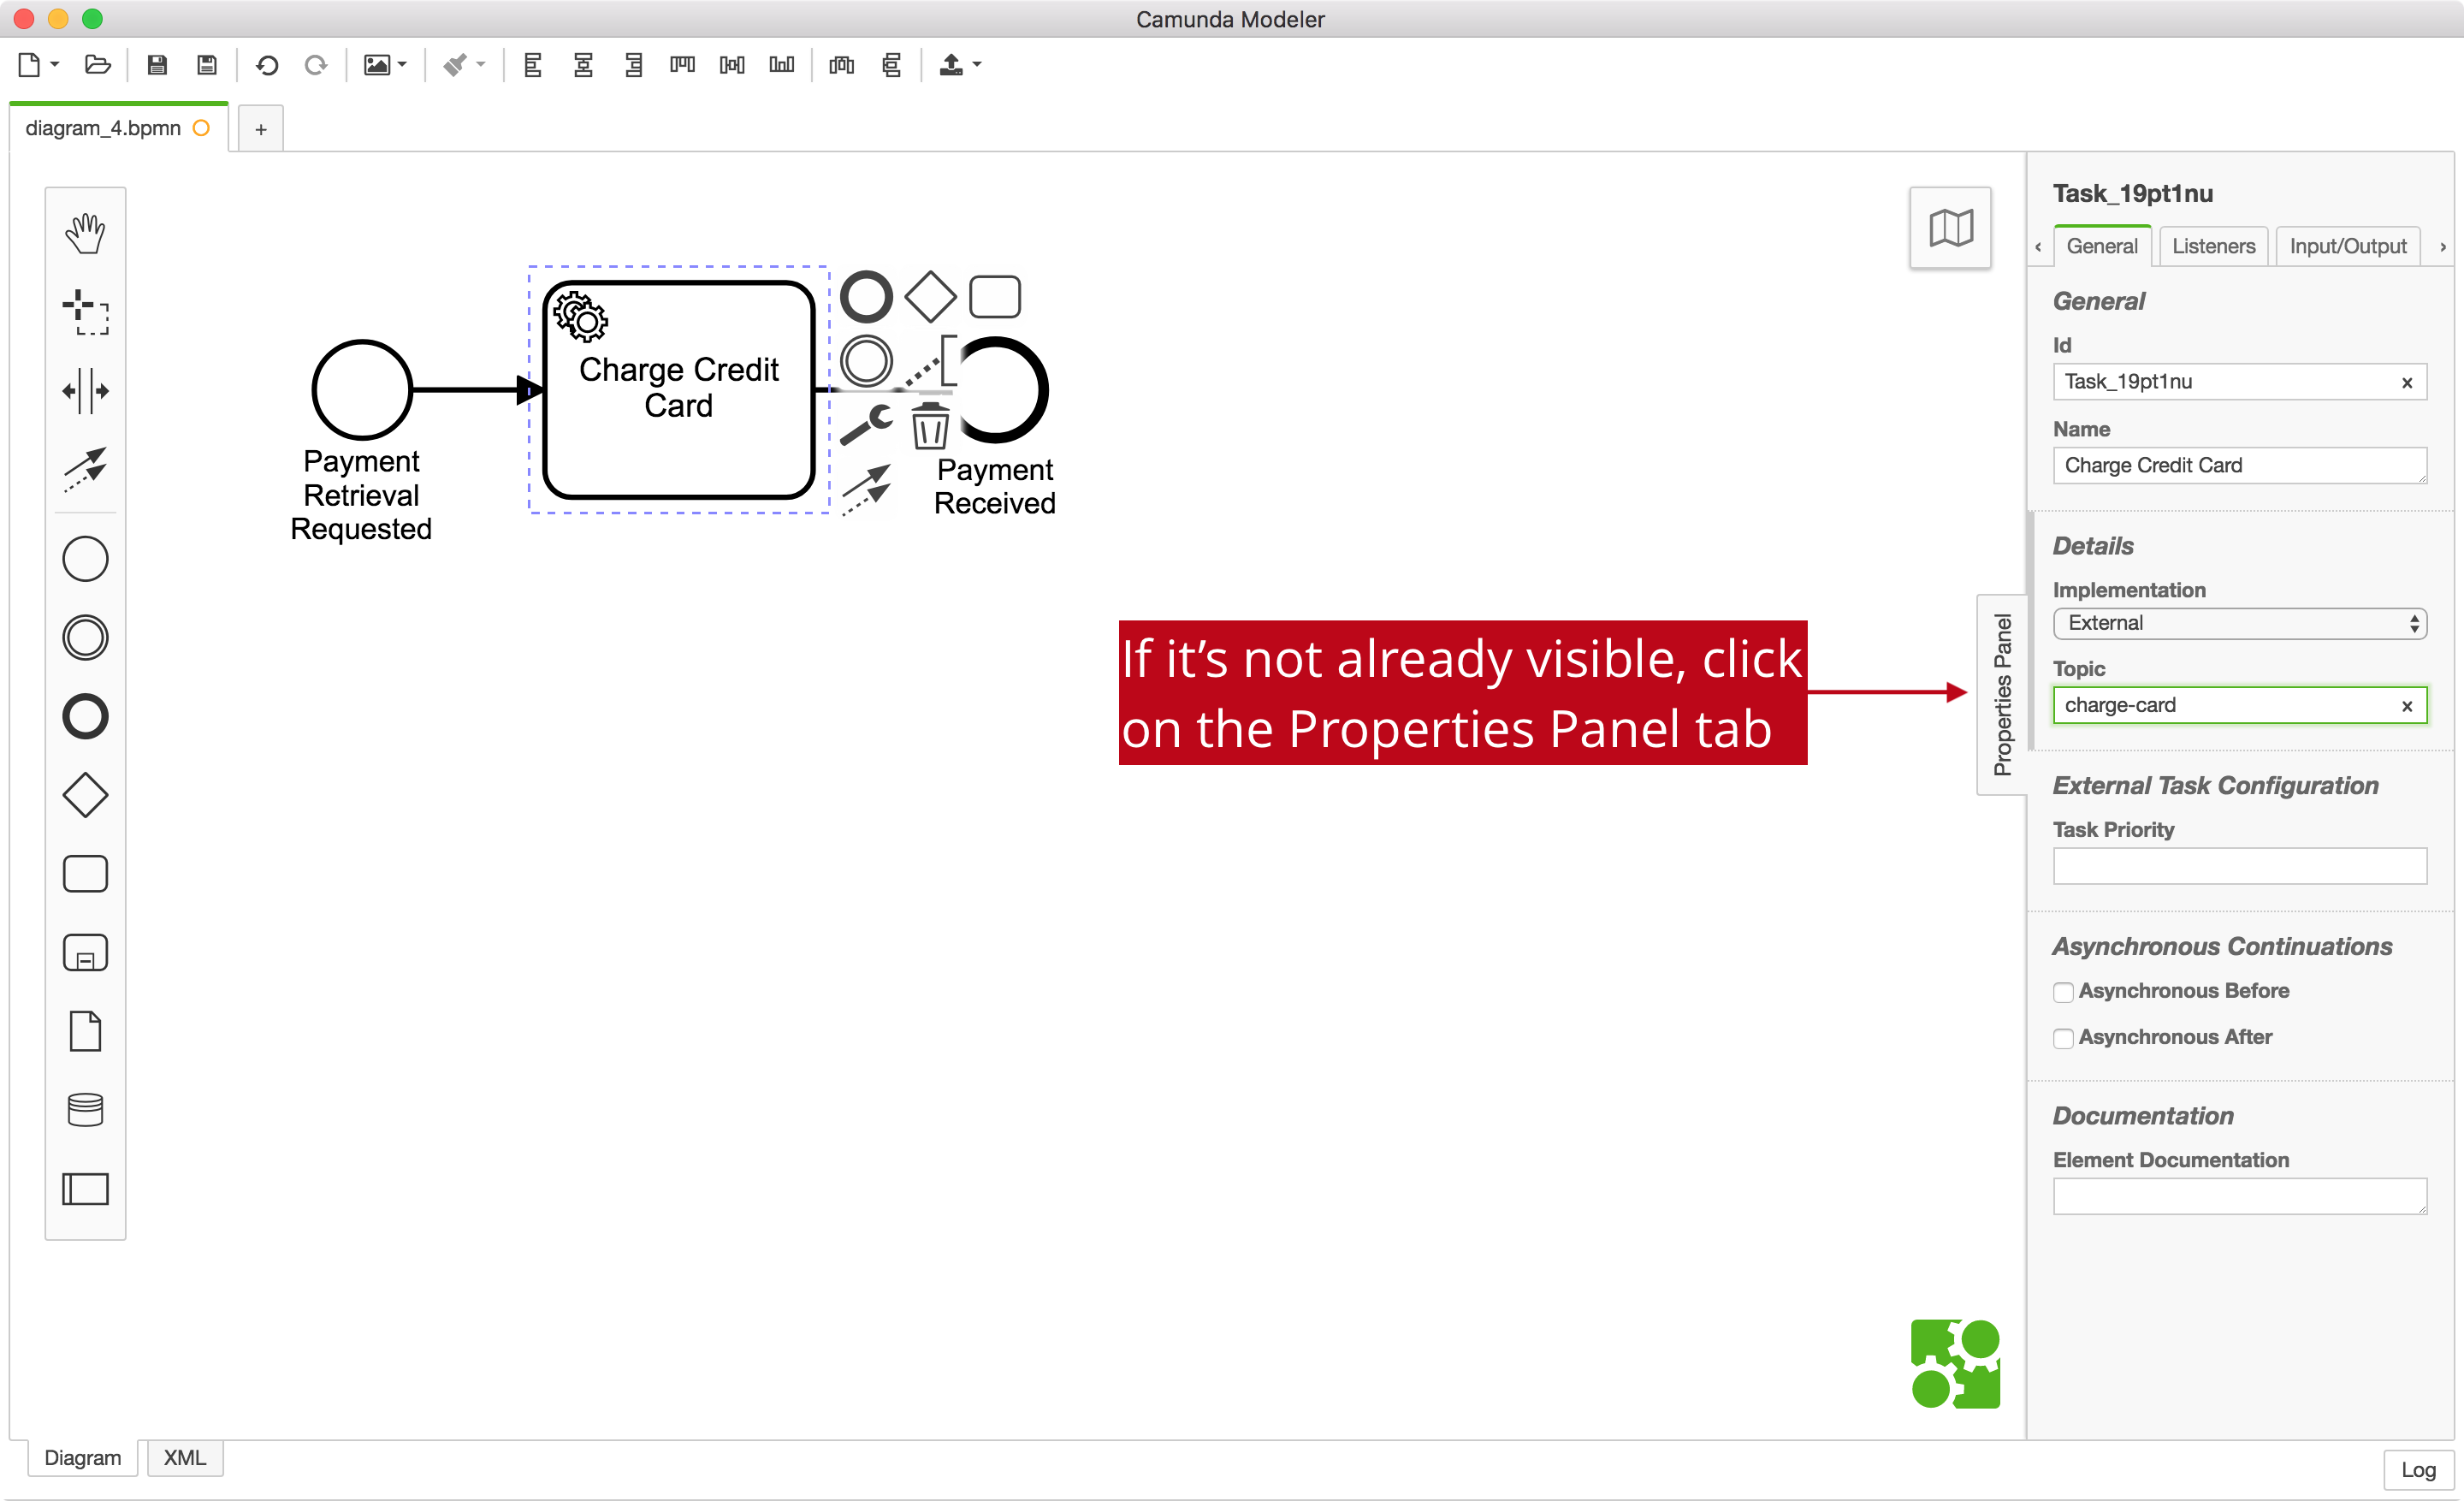 Camunda Modeler
diagram_4.bpmn
+
Payment
Retrieval
Requested
Charge Credit
Card
Payment
Received
If it’s not already visible, click
on the Properties Panel tab
Properties Panel
Task_19pt1nu
General
Listeners
Input/Output
General
Id
Task_19pt1nu
Name
Charge Credit Card
Details
Implementation
External
Topic
charge-card
External Task Configuration
Task Priority
Asynchronous Continuations
Asynchronous Before
Asynchronous After
Documentation
Element Documentation
Diagram
XML
Log